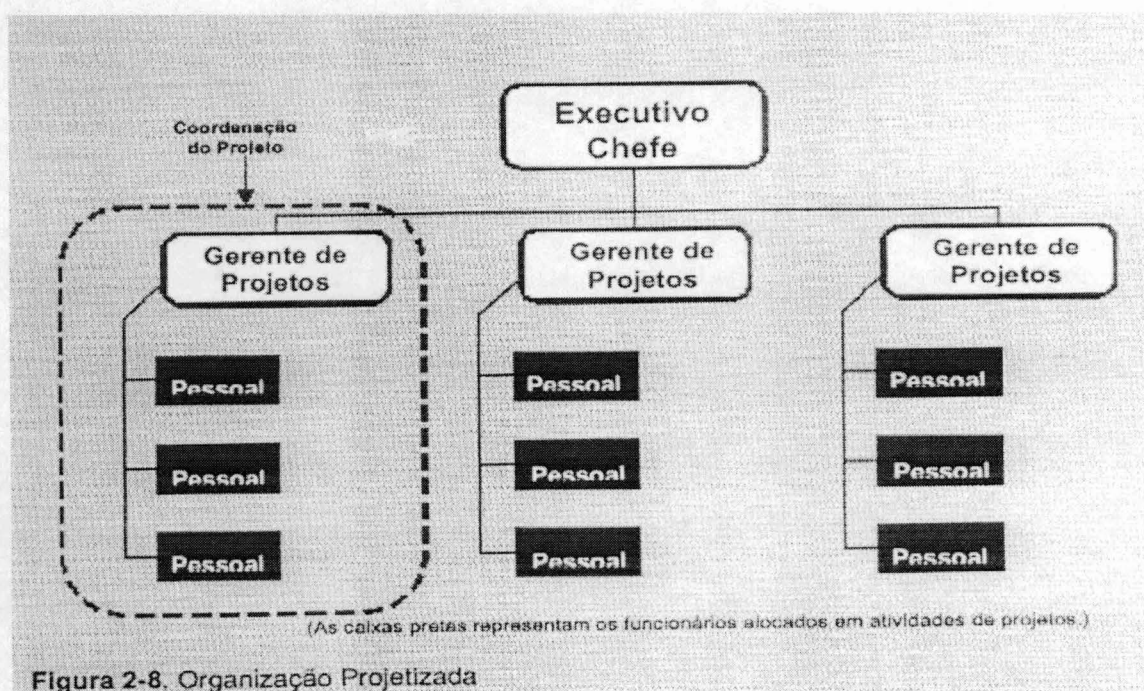 Executivo
Chefe
Coordenação
do Projeto
Gerente de
Projetos
Gerente de
Projetos
Gerente de
Projetos
Pessoal
Pessoal
Pessoal
Pessoal
Pessoal
Pessoal
Pessoal
Pessoal
Pessoal
(As caixas pretas representam os funcionários alocados em atividades de projetos.)
Figura 2-8. Organização Projetizada